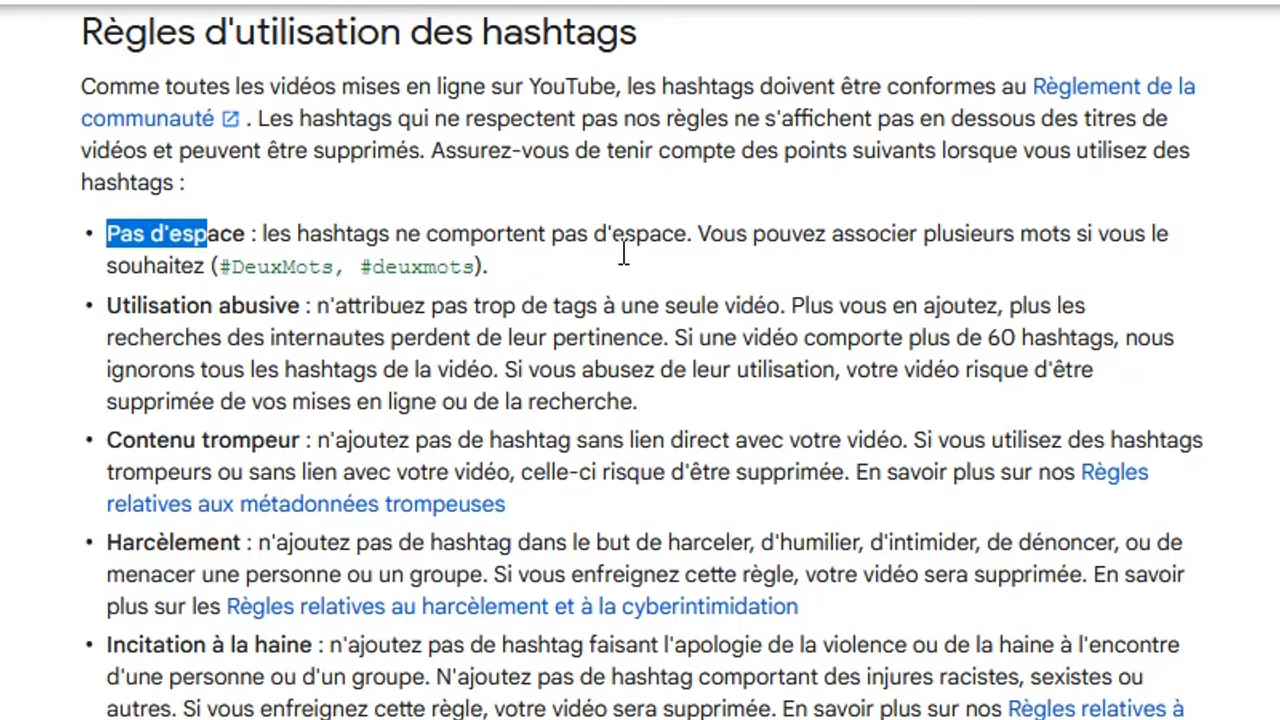 Règles d'utilisation des hashtags
Comme toutes les vidéos mises en ligne sur YouTube, les hashtags doivent être conformes au Règlement de la
communauté . Les hashtags qui ne respectent pas nos règles ne s'affichent pas en dessous des titres de
vidéos et peuvent être supprimés. Assurez-vous de tenir compte des points suivants lorsque vous utilisez des
hashtags :
• Pas d'espace : les hashtags ne comportent pas d'espace. Vous pouvez associer plusieurs mots si vous le
souhaitez (#DeuxMots, #deuxmots).
• Utilisation abusive : n'attribuez pas trop de tags à une seule vidéo. Plus vous en ajoutez, plus les
recherches des internautes perdent de leur pertinence. Si une vidéo comporte plus de 60 hashtags, nous
ignorons tous les hashtags de la vidéo. Si vous abusez de leur utilisation, votre vidéo risque d'être
supprimée de vos mises en ligne ou de la recherche.
• Contenu trompeur : n'ajoutez pas de hashtag sans lien direct avec votre vidéo. Si vous utilisez des hashtags
trompeurs ou sans lien avec votre vidéo, celle-ci risque d'être supprimée. En savoir plus sur nos Règles
relatives aux métadonnées trompeuses
• Harcèlement : n'ajoutez pas de hashtag dans le but de harceler, d'humilier, d'intimider, de dénoncer, ou de
menacer une personne ou un groupe. Si vous enfreignez cette règle, votre vidéo sera supprimée. En savoir
plus sur les Règles relatives au harcèlement et à la cyberintimidation
• Incitation à la haine : n'ajoutez pas de hashtag faisant l'apologie de la violence ou de la haine à l'encontre
d'une personne ou d'un groupe. N'ajoutez pas de hashtag comportant des injures racistes, sexistes ou
autres. Si vous enfreignez cette règle, votre vidéo sera supprimée. En savoir plus sur nos Règles relatives à